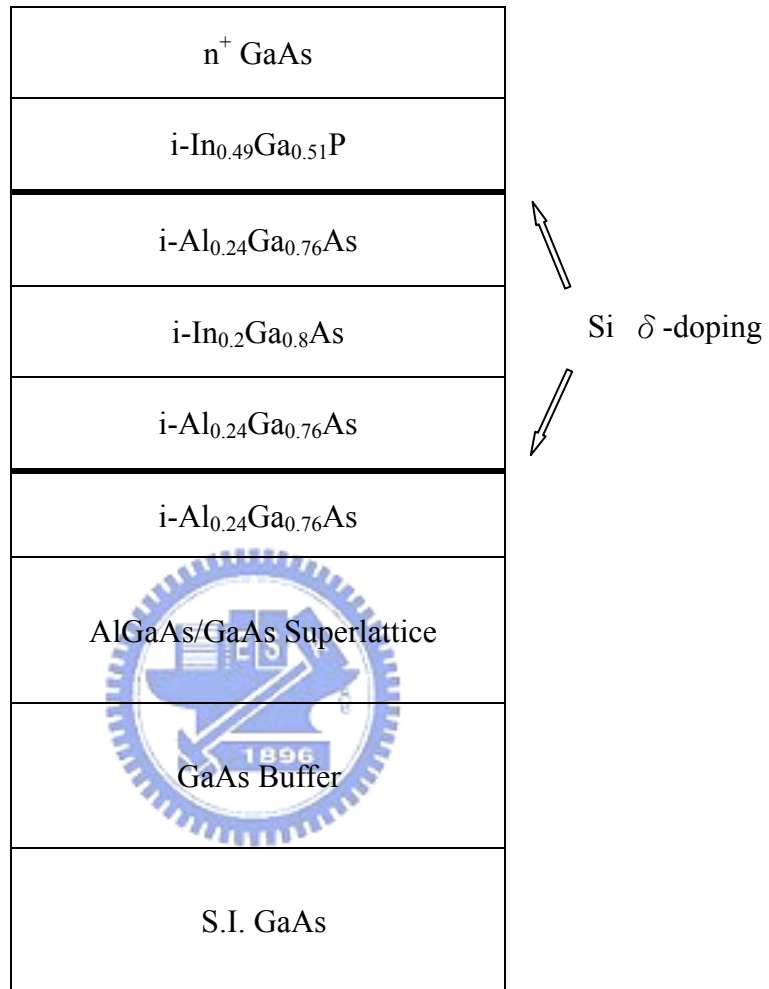 n⁺ GaAs
i-In₀.₄₉Ga₀.₅₁P
i-Al₀.₂₄Ga₀.₇₆As
i-In₀.₂Ga₀.₈As
Si δ-doping
i-Al₀.₂₄Ga₀.₇₆As
i-Al₀.₂₄Ga₀.₇₆As
AlGaAs/GaAs Superlattice
1896
GaAs Buffer
S.I. GaAs